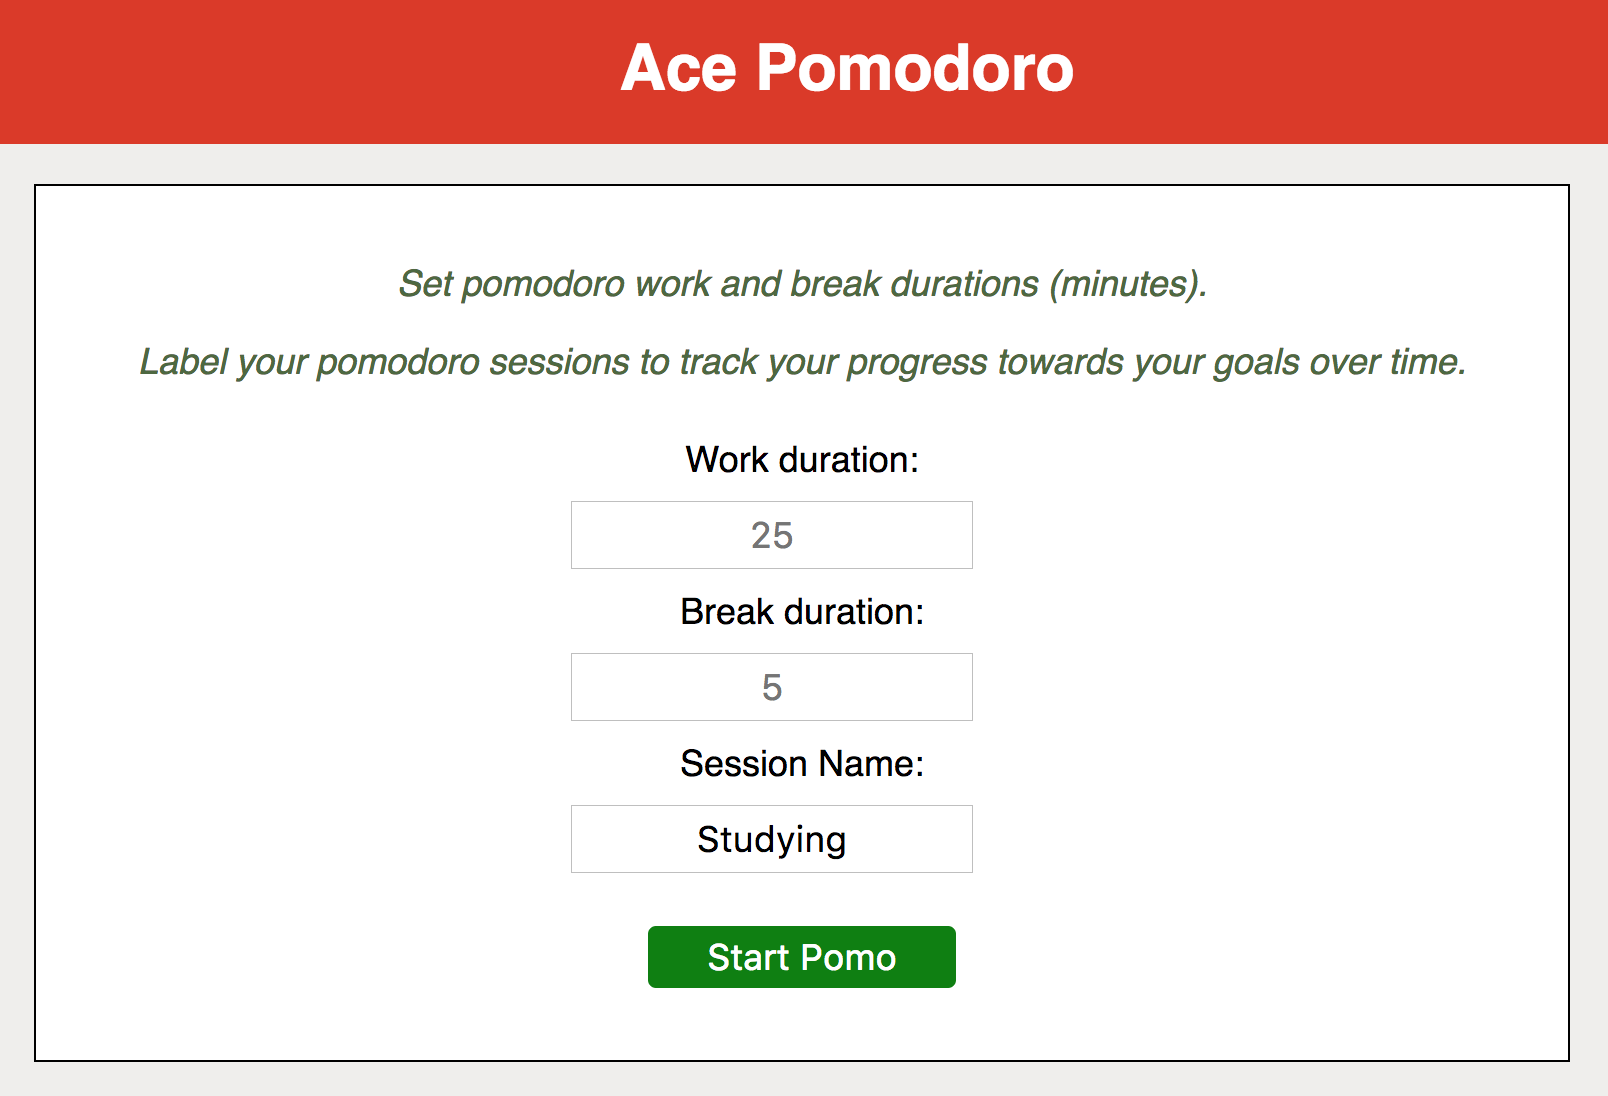 Ace Pomodoro
Set pomodoro work and break durations (minutes).
Label your pomodoro sessions to track your progress towards your goals over time.
Work duration:
25
Break duration:
5
Session Name:
Studying
Start Pomo